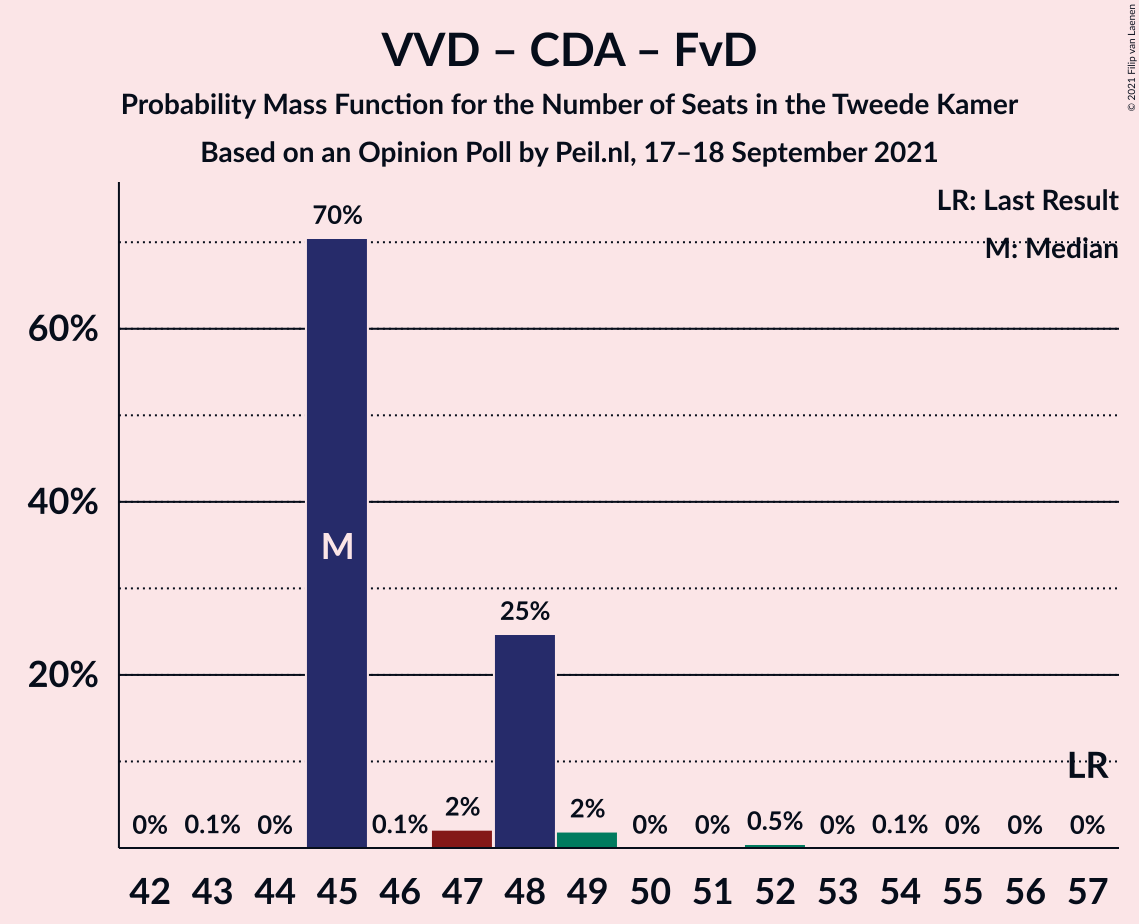 VVD – CDA – FvD
Probability Mass Function for the Number of Seats in the Tweede Kamer
Based on an Opinion Poll by Peil.nl, 17–18 September 2021
© 2021 Filip van Laenen
LR: Last Result
M: Median
70%
60%
40%
M
25%
20%
LR
0% 0.1% 0% 0.1% 2% 2% 0% 0% 0.5% 0% 0.1% 0% 0% 0%
42 43 44 45 46 47 48 49 50 51 52 53 54 55 56 57